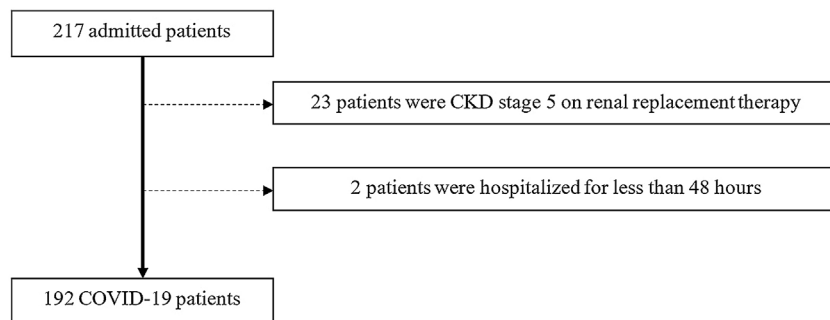 217 admitted patients
23 patients were CKD stage 5 on renal replacement therapy
2 patients were hospitalized for less than 48 hours
192 COVID-19 patients